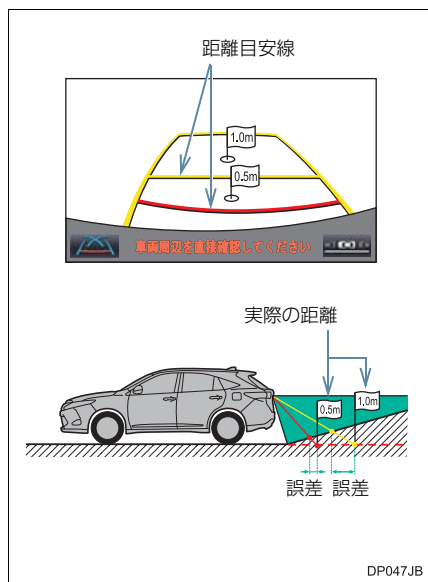 距離目安線
1.0m
0.5m
車両周辺を直接確認してください
実際の距離
1.0m
0.5m
誤差 誤差
DP047JB